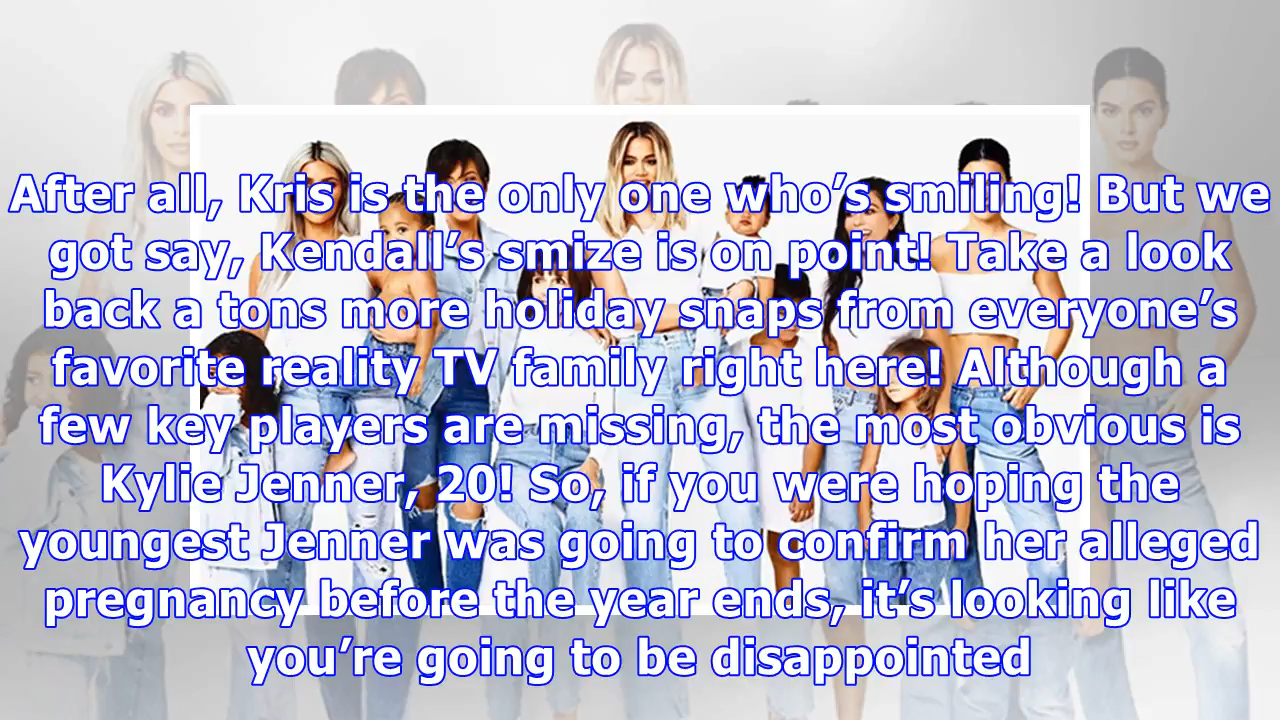 After all, Kris is the only one who’s smiling! But we
got say, Kendall’s smize is on point! Take a look
back a tons more holiday snaps from everyone’s
favorite reality TV family right here! Although a
few key players are missing, the most obvious is
Kylie Jenner, 20! So, if you were hoping the
youngest Jenner was going to confirm her alleged
pregnancy before the year ends, it’s looking like
you’re going to be disappointed